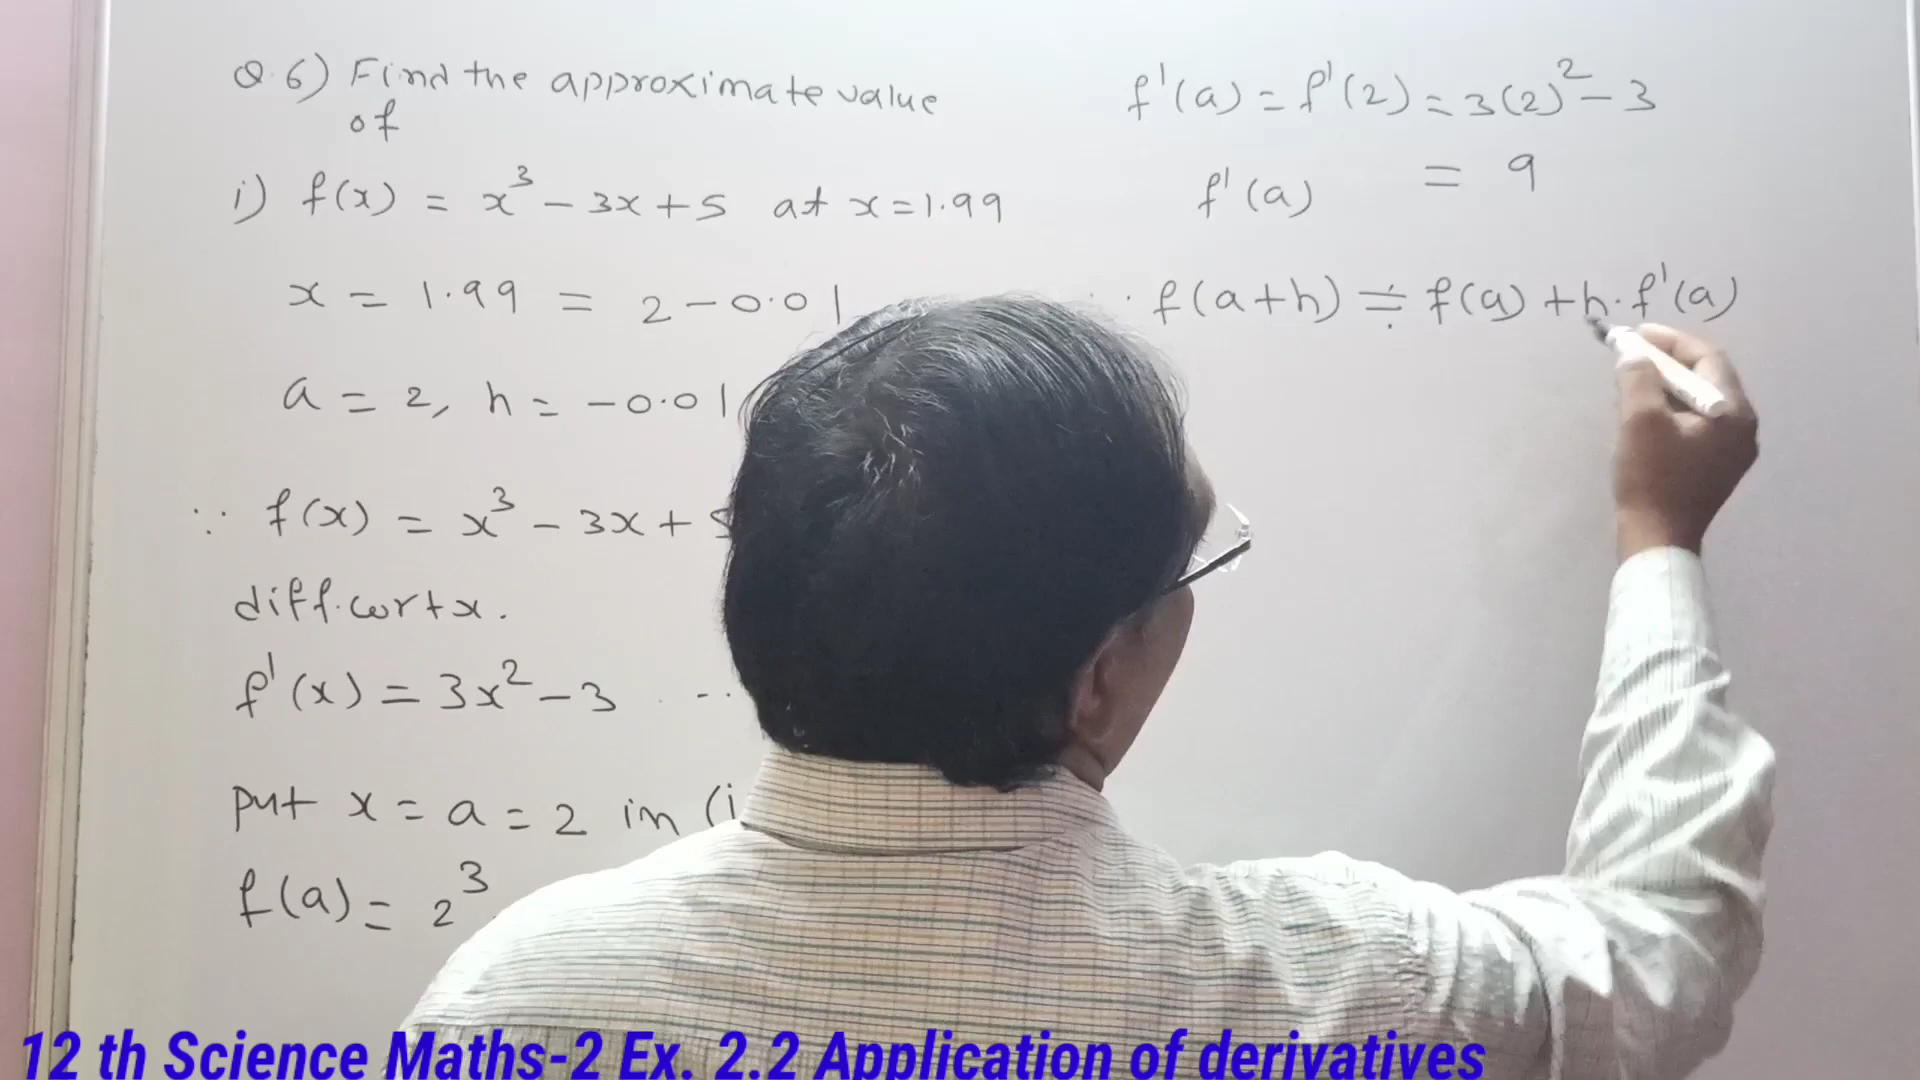 Q.6) Find the approximate value
of
i) f(x) = x³ - 3x + 5 at x = 1.99
x = 1.99 = 2 - 0.01
a = 2, h = -0.01
∵ f(x) = x³ - 3x + 5
diff. wrt x.
f'(x) = 3x² - 3 ..
put x = a = 2 in (i
f(a) = 2³
f'(a) = f'(2) = 3(2)² - 3
f'(a) = 9
f(a+h) ≑ f(a) + h. f'(a)
12 th Science Maths-2 Ex. 2.2 Application of derivatives